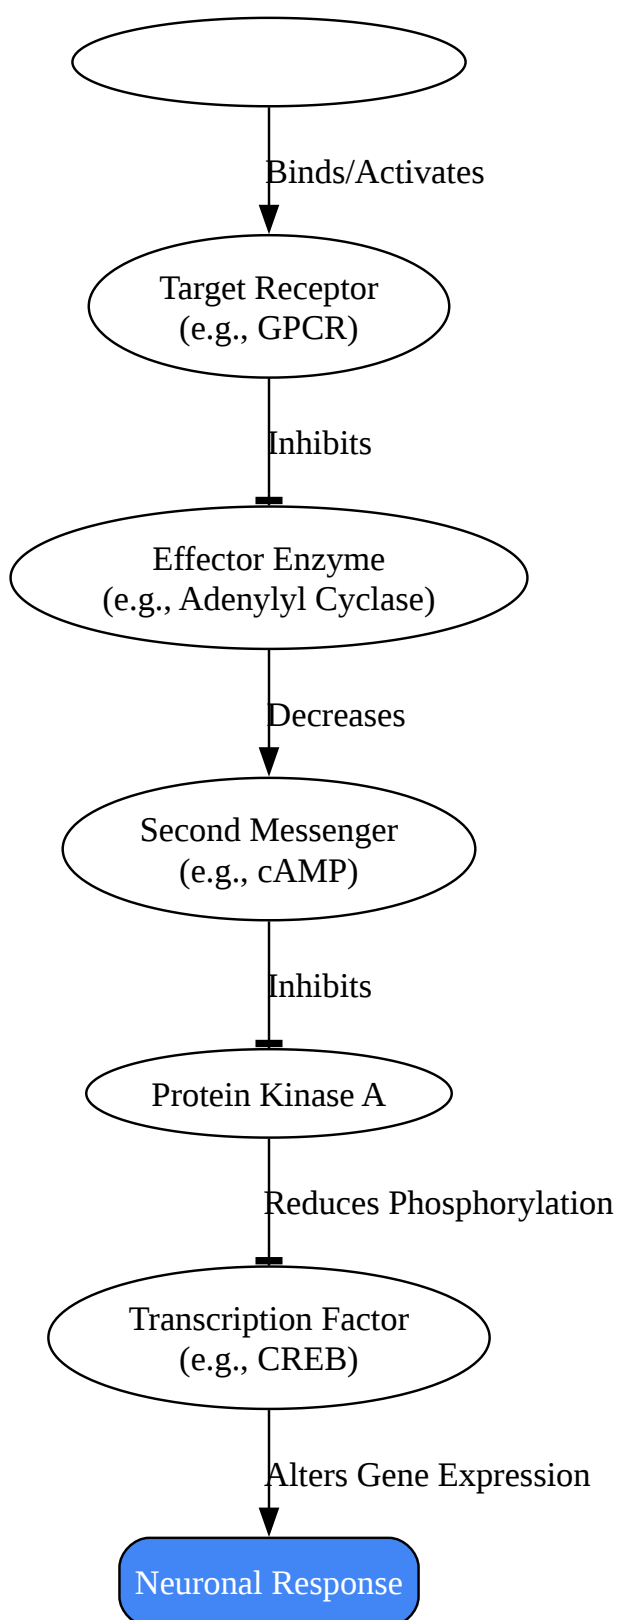 Binds/Activates
Target Receptor
(e.g., GPCR)
Inhibits
Effector Enzyme
(e.g., Adenylyl Cyclase)
Decreases
Second Messenger
(e.g., cAMP)
Inhibits
Protein Kinase A
Reduces Phosphorylation
Transcription Factor
(e.g., CREB)
Alters Gene Expression
Neuronal Response